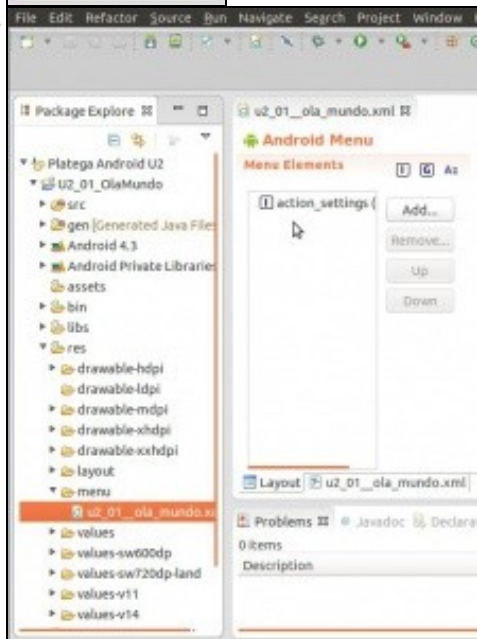 File Edit Refactor Source Run Navigate Search Project Window
Package Explore
Platega Android U2
U2_01_OlaMundo
src
gen [Generated Java Files
Android 4.3
Android Private Libraries
assets
bin
libs
res
drawable-hdpi
drawable-ldpi
drawable-mdpi
drawable-xhdpi
drawable-xxhdpi
layout
menu
u2_01__ola_mundo.x
values
values-sw600dp
values-sw720dp-land
values-v11
values-v14
u2_01__ola_mundo.xml
Android Menu
Menu Elements
I G Az
I action_settings (
Add...
Remove...
Up
Down
Layout u2_01__ola_mundo.xml
Problems Javadoc Declara
0 items
Description